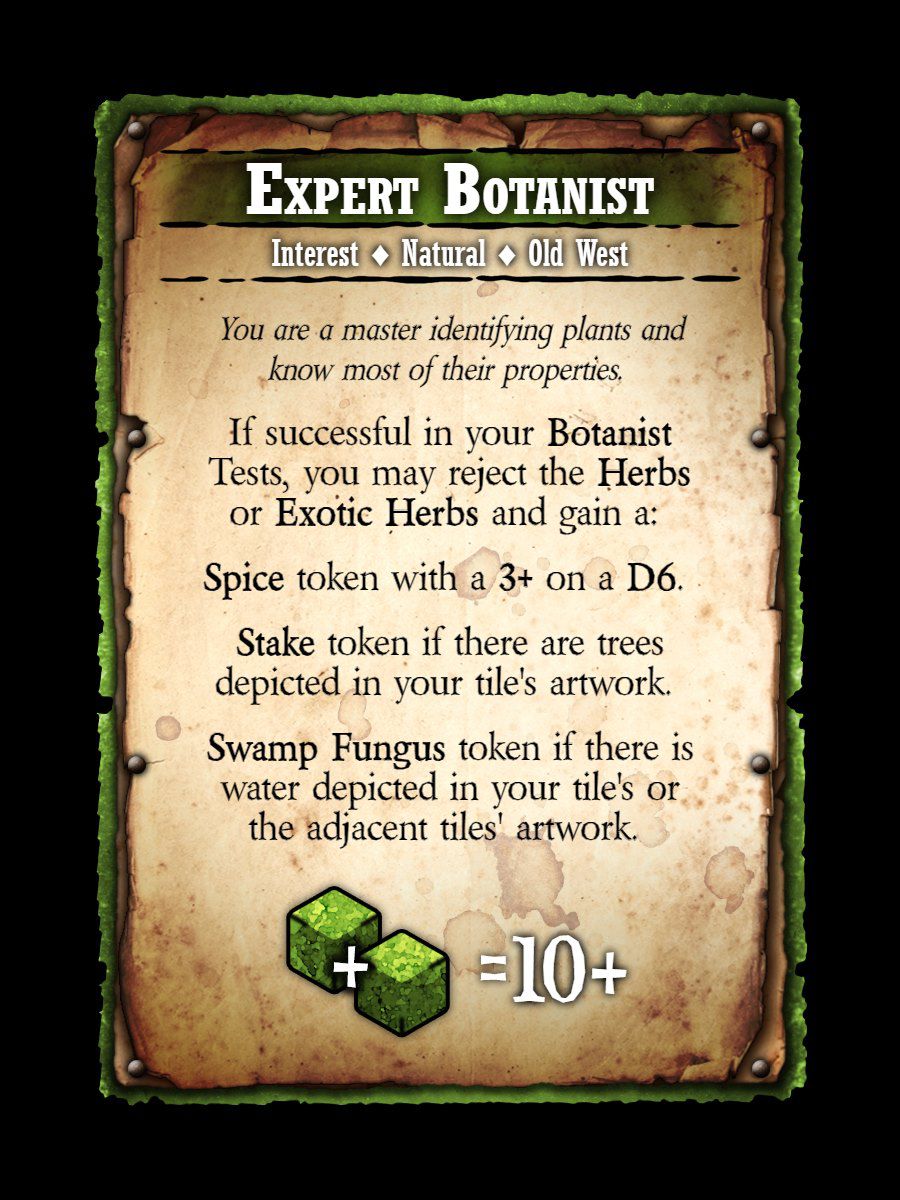 Expert Botanist
Interest ♦ Natural ♦ Old West
You are a master identifying plants and
know most of their properties.
If successful in your Botanist
Tests, you may reject the Herbs
or Exotic Herbs and gain a:
Spice token with a 3+ on a D6.
Stake token if there are trees
depicted in your tile's artwork.
Swamp Fungus token if there is
water depicted in your tile's or
the adjacent tiles' artwork.
+ =10+